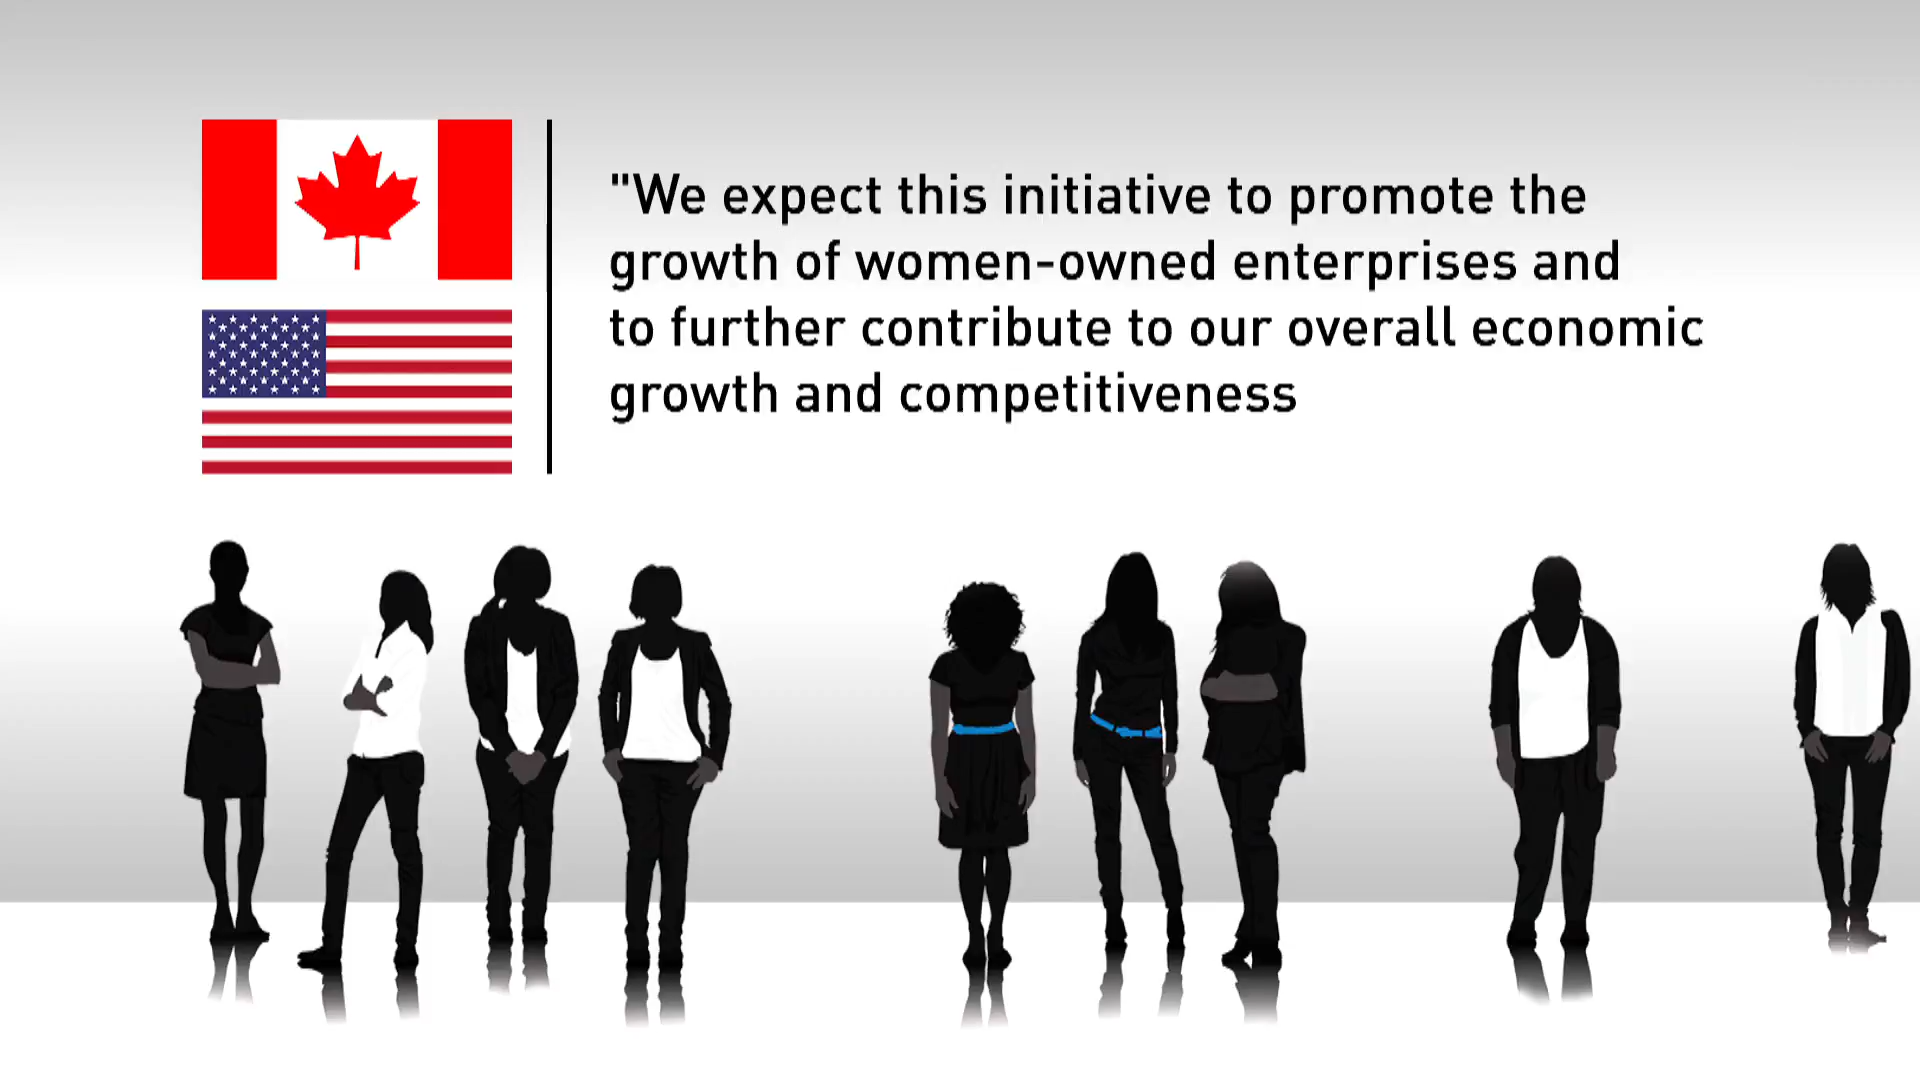 "We expect this initiative to promote the
growth of women-owned enterprises and
to further contribute to our overall economic
growth and competitiveness